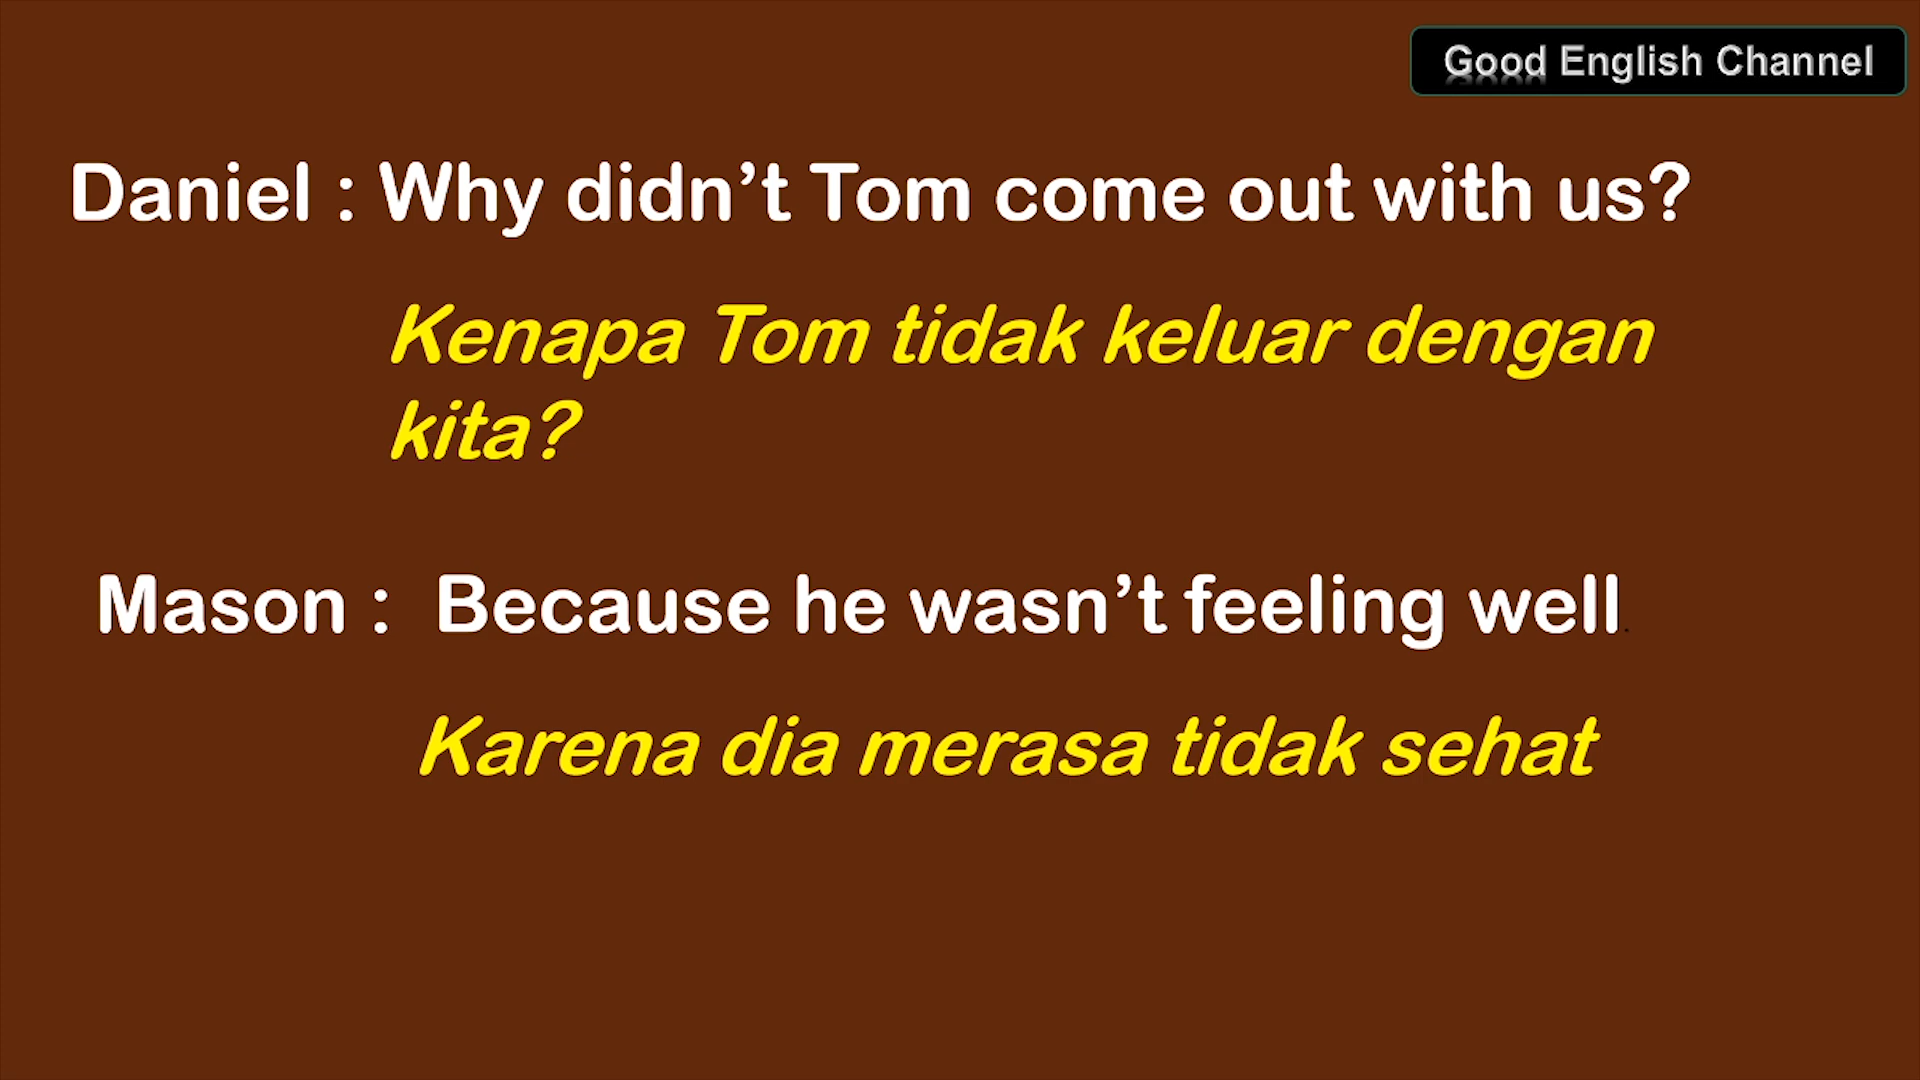 Good English Channel
Daniel : Why didn’t Tom come out with us?
Kenapa Tom tidak keluar dengan
kita?
Mason : Because he wasn’t feeling well.
Karena dia merasa tidak sehat